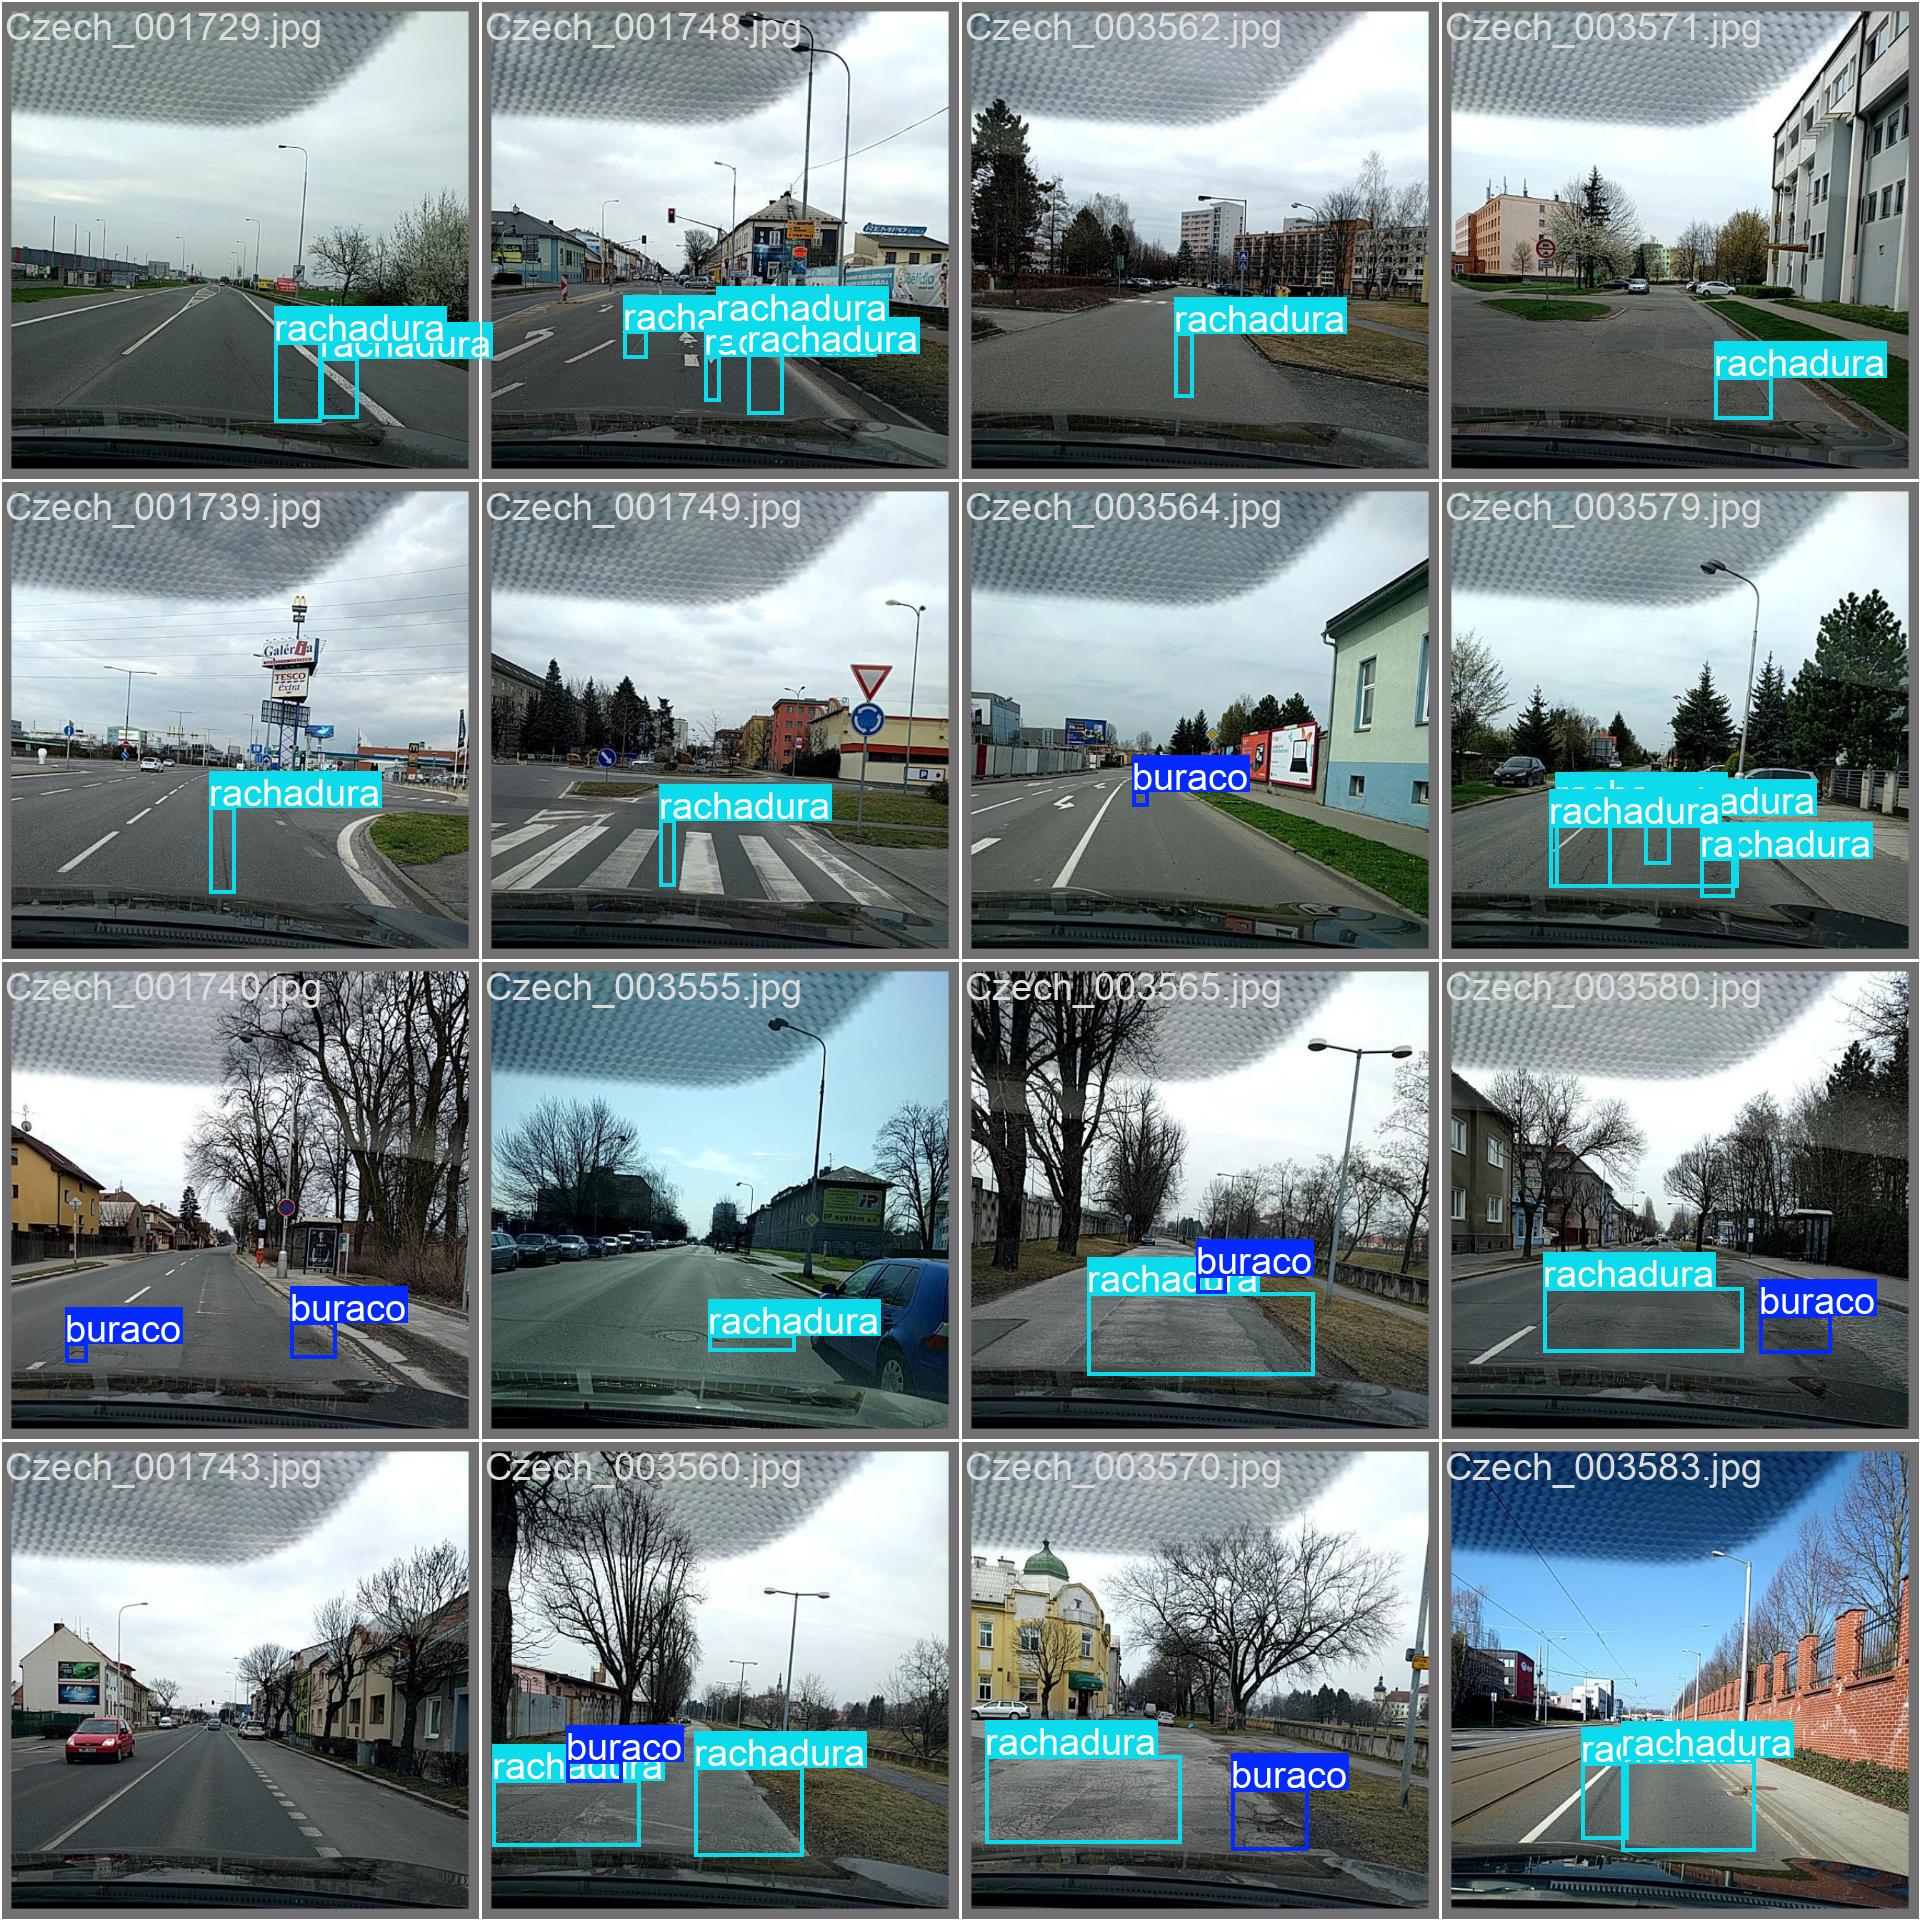 Czech_001729.jpg
rachadura
rachadura
Czech_001748.jpg
REMPO
rachadura
rachadura
Czech_003562.jpg
rachadura
Czech_003571.jpg
rachadura
Czech_001739.jpg
Galéria
TESCO
extra
rachadura
Czech_001749.jpg
rachadura
P
Czech_003564.jpg
buraco
Czech_003579.jpg
rachadura
rachadura
Czech_001740.jpg
buraco
buraco
Czech_003555.jpg
IP systém
rachadura
Czech_003565.jpg
buraco
rachadura
Czech_003580.jpg
rachadura
buraco
Czech_001743.jpg
Czech_003560.jpg
buraco
rachadura
rachadura
Czech_003570.jpg
rachadura
buraco
Czech_003583.jpg
rachadura